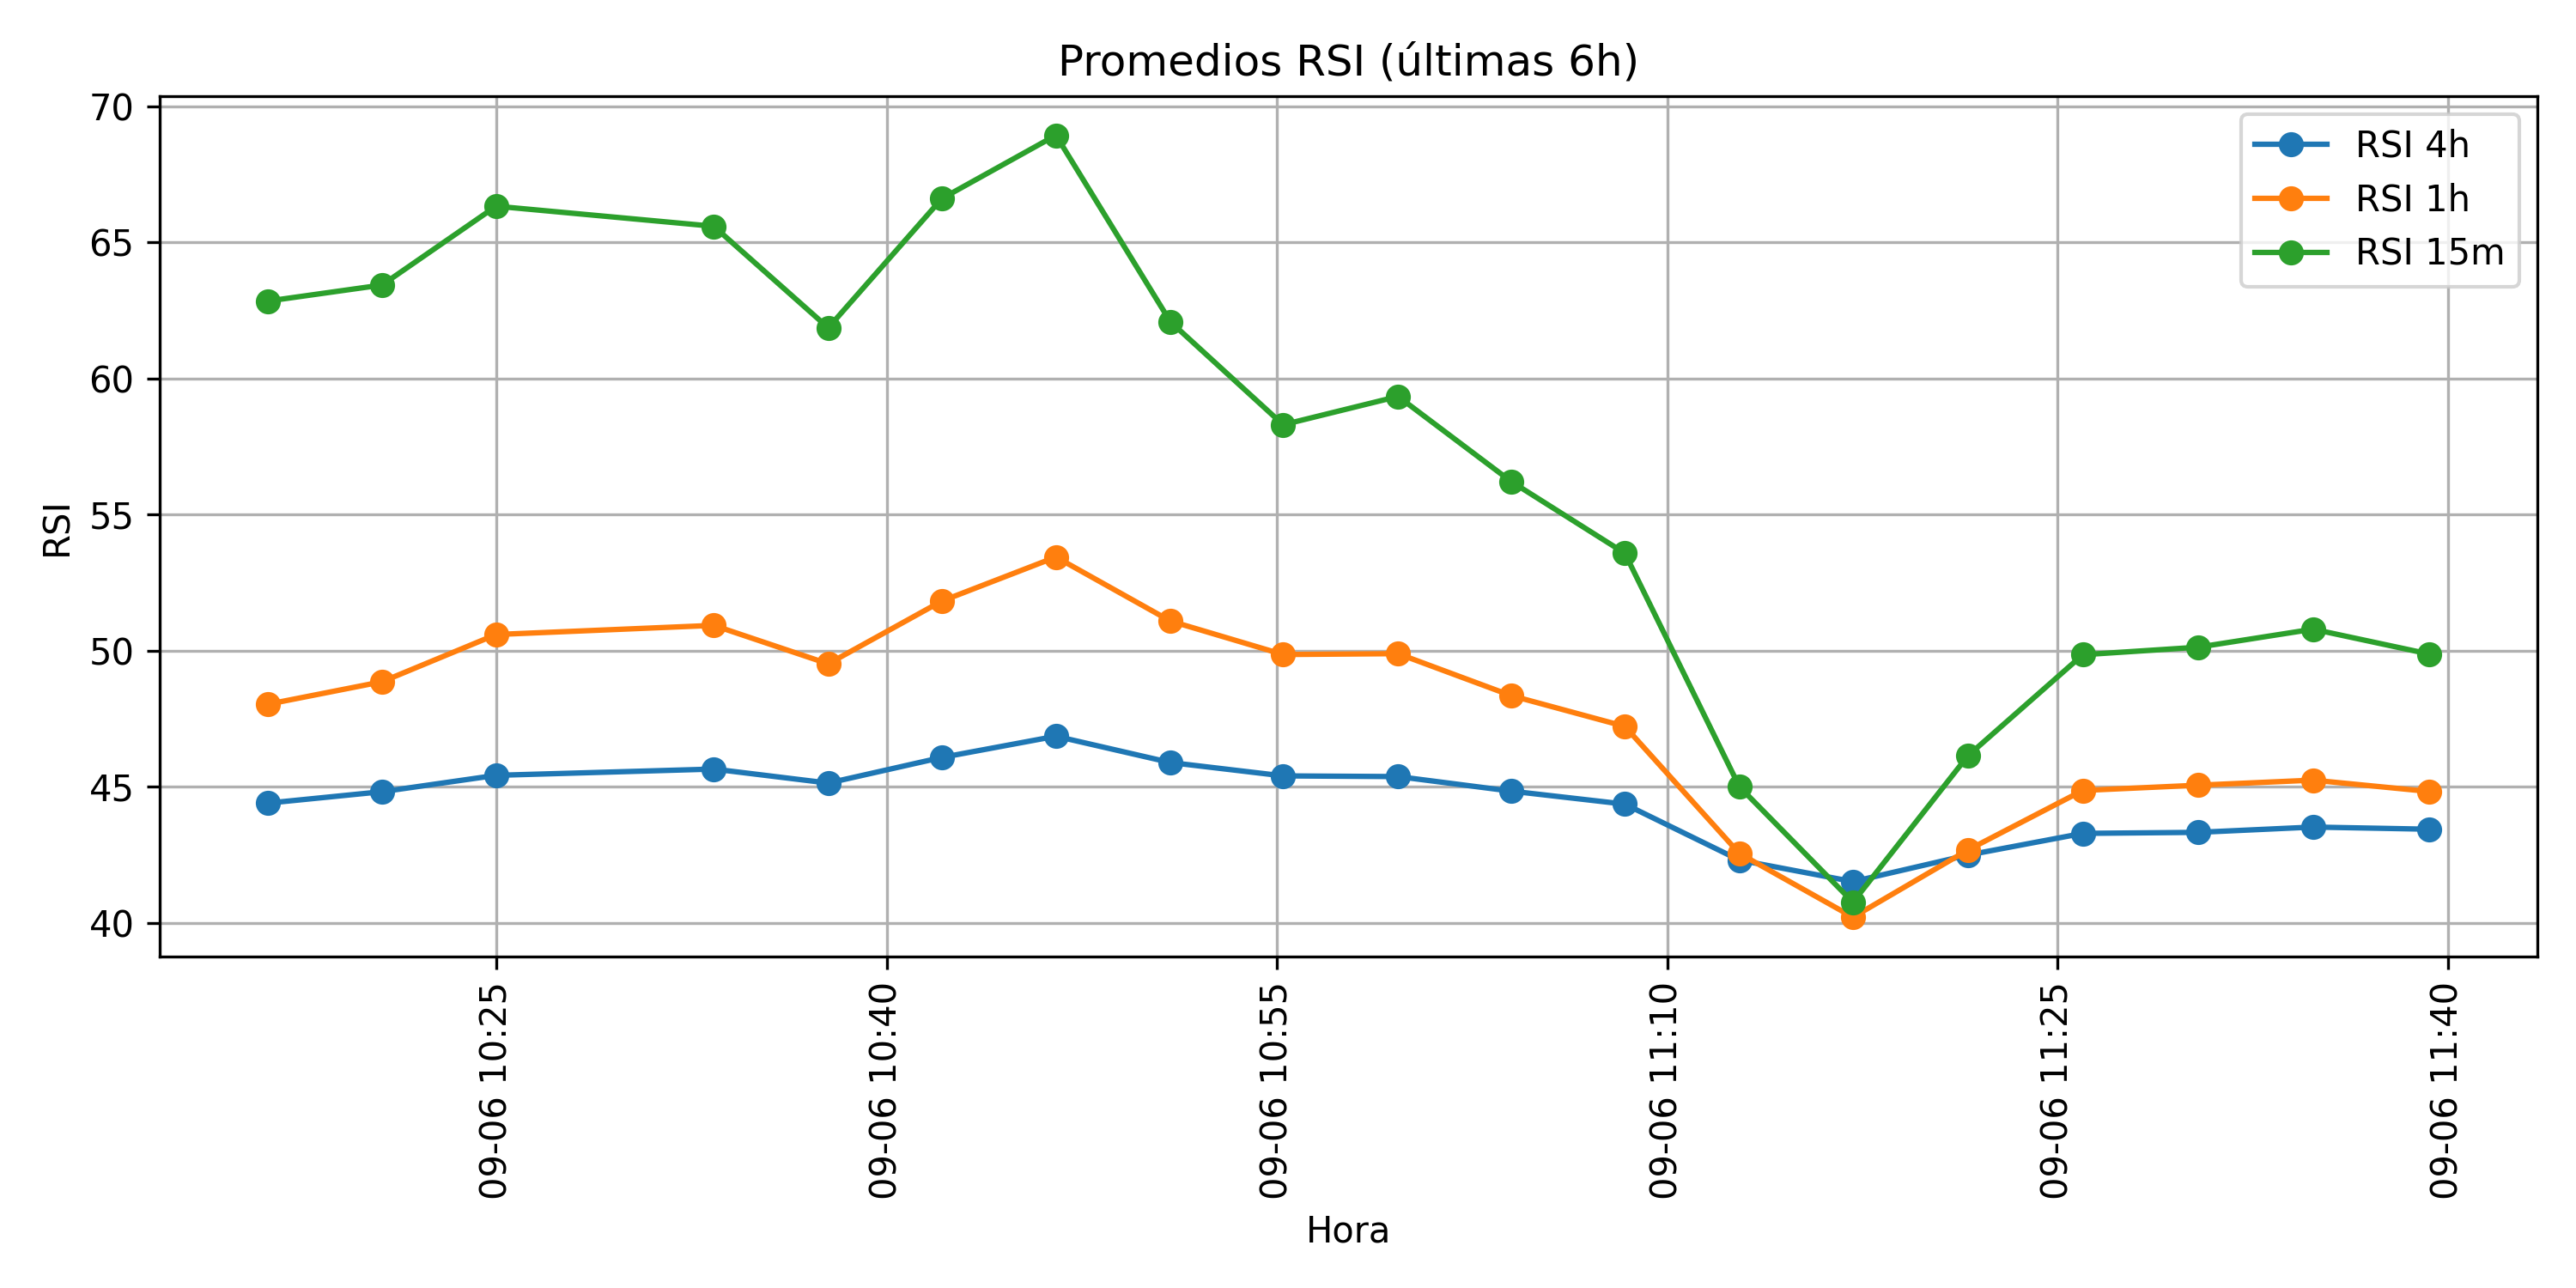 Promedios RSI (últimas 6h)
70
65
60
55
50
45
40
RSI
RSI 4h
RSI 1h
RSI 15m
09-06 10:25
09-06 10:40
09-06 10:55
09-06 11:10
09-06 11:25
09-06 11:40
Hora